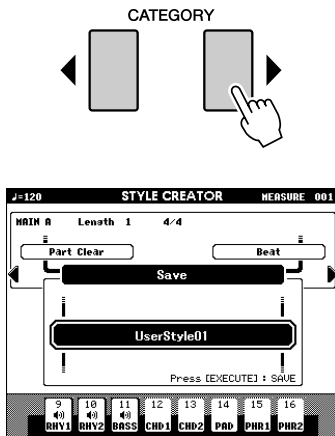 CATEGORY
♩=120 STYLE CREATOR MEASURE 001
MAIN A Length 1 4/4
Part Clear Beat
Save
UserStyle01
Press [EXECUTE] : SAVE
9 10 11 12 13 14 15 16
RHY1 RHY2 BASS CHD1 CHD2 PAD PHR1 PHR2